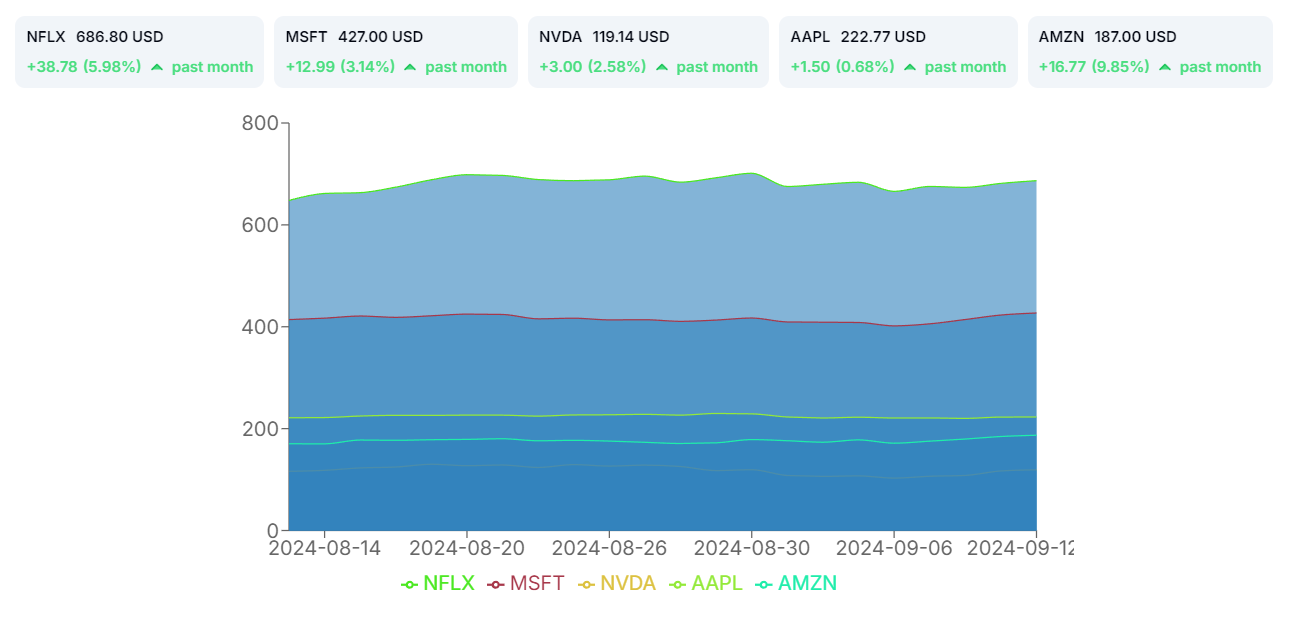 NFLX 686.80 USD
+38.78 (5.98%) past month
MSFT 427.00 USD
+12.99 (3.14%) past month
NVDA 119.14 USD
+3.00 (2.58%) past month
AAPL 222.77 USD
+1.50 (0.68%) past month
AMZN 187.00 USD
+16.77 (9.85%) past month
800
600
400
200
0
2024-08-14 2024-08-20 2024-08-26 2024-08-30 2024-09-06 2024-09-12
NFLX MSFT NVDA AAPL AMZN